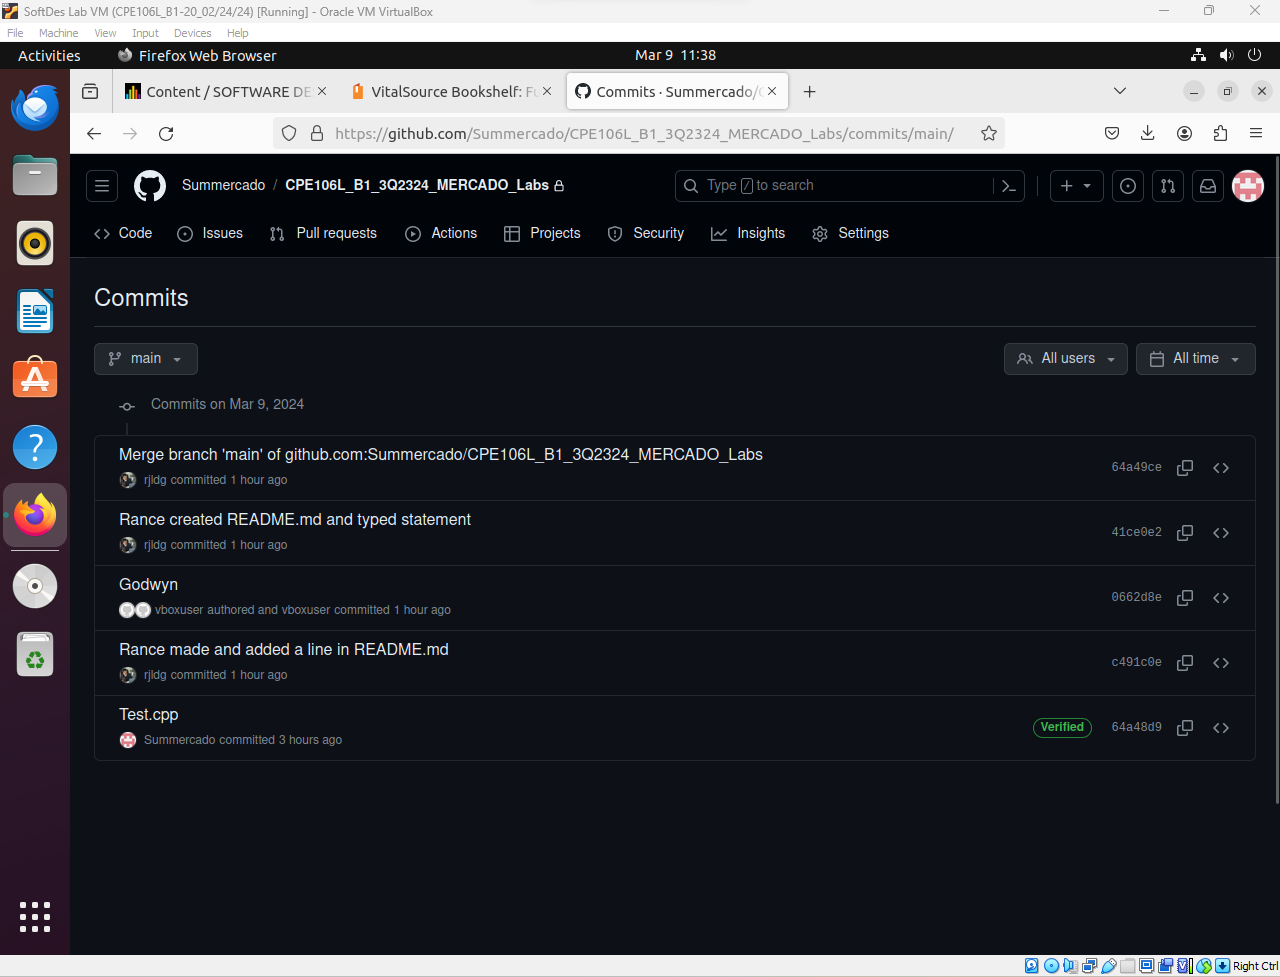 SoftDes Lab VM (CPE106L_B1-20_02/24/24) [Running] - Oracle VM VirtualBox
File Machine View Input Devices Help
Activities Firefox Web Browser Mar 9 11:38
Content / SOFTWARE DE VitalSource Bookshelf: Fu Commits · Summercado/C
https://github.com/Summercado/CPE106L_B1_3Q2324_MERCADO_Labs/commits/main/
Summercado / CPE106L_B1_3Q2324_MERCADO_Labs Type / to search
Code Issues Pull requests Actions Projects Security Insights Settings
Commits
main All users All time
Commits on Mar 9, 2024
Merge branch 'main' of github.com:Summercado/CPE106L_B1_3Q2324_MERCADO_Labs
rjldg committed 1 hour ago 64a49ce
Rance created README.md and typed statement
rjldg committed 1 hour ago 41ce0e2
Godwyn
vboxuser authored and vboxuser committed 1 hour ago 0662d8e
Rance made and added a line in README.md
rjldg committed 1 hour ago c491c0e
Test.cpp
Summercado committed 3 hours ago Verified 64a48d9
Right Ctrl